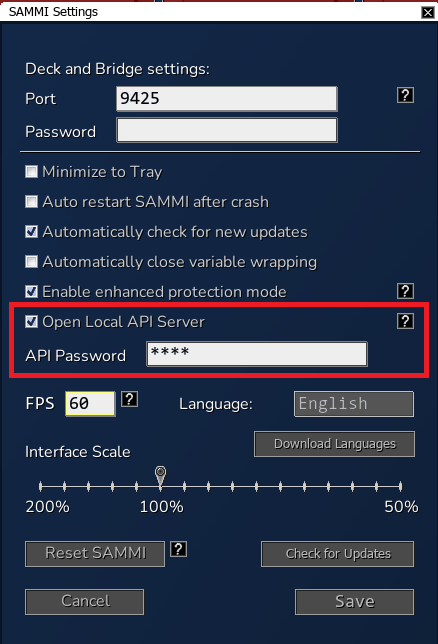 SAMMI Settings
Deck and Bridge settings:
Port 9425 ?
Password
Minimize to Tray
Auto restart SAMMI after crash
Automatically check for new updates
Automatically close variable wrapping
Enable enhanced protection mode ?
Open Local API Server ?
API Password ****
FPS 60 ? Language: English
Download Languages
Interface Scale
200% 100% 50%
Reset SAMMI ? Check for Updates
Cancel Save